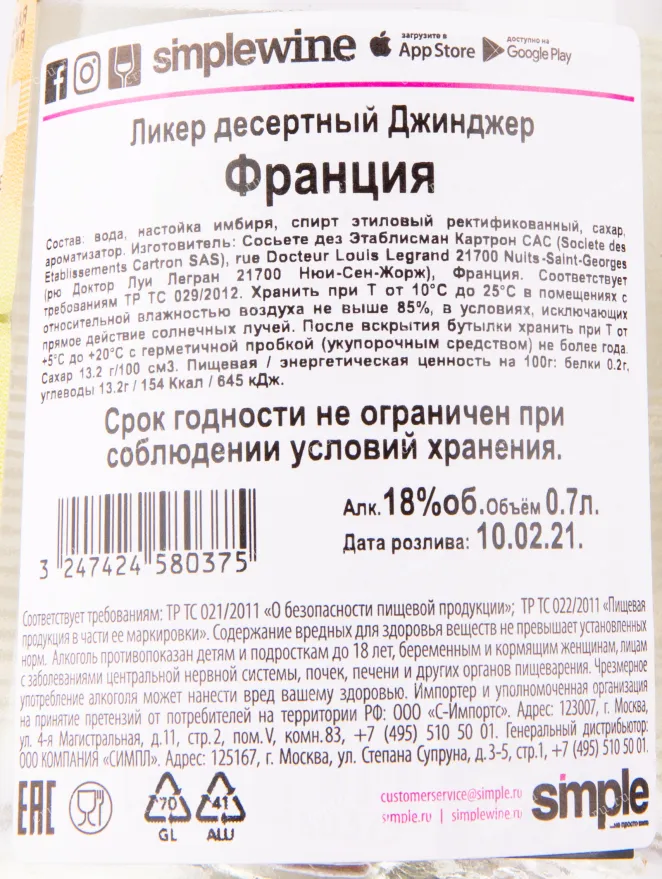 simplewine загрузите в App Store доступно на Google Play
Ликер десертный Джинджер
Франция
Состав: вода, настойка имбиря, спирт этиловый ректификованный, сахар,
ароматизатор. Изготовитель: Сосьете дез Этаблисман Картрон САС (Societe des
Etablissements Cartron SAS), rue Docteur Louis Legrand 21700 Nuits-Saint-Georges
(рю Доктор Луи Легран 21700 Нюи-Сен-Жорж), Франция. Соответствует
требованиям ТР ТС 029/2012. Хранить при Т от 10°С до 25°С в помещениях с
относительной влажностью воздуха не выше 85%, в условиях, исключающих
прямое действие солнечных лучей. После вскрытия бутылки хранить при Т от
+5°С до +20°С с герметичной пробкой (укупорочным средством) не более года.
Сахар 13.2 г/100 см3. Пищевая / энергетическая ценность на 100г: белки 0.2г,
углеводы 13.2г / 154 Ккал / 645 кДж.
Срок годности не ограничен при
соблюдении условий хранения.
Алк. 18%об. Объём 0.7л.
Дата розлива: 10.02.21.
3 247424 580375
Соответствует требованиям: ТР ТС 021/2011 «О безопасности пищевой продукции»; ТР ТС 022/2011 «Пищевая
продукция в части ее маркировки». Содержание вредных для здоровья веществ не превышает установленных
норм. Алкоголь противопоказан детям и подросткам до 18 лет, беременным и кормящим женщинам, лицам
с заболеваниями центральной нервной системы, почек, печени и других органов пищеварения. Чрезмерное
употребление алкоголя может нанести вред вашему здоровью. Импортер и уполномоченная организация
на принятие претензий от потребителей на территории РФ: ООО «С-Импортс». Адрес: 123007, г. Москва,
ул. 4-я Магистральная, д.11, стр.2, пом.V, комн.83, +7 (495) 510 50 01. Генеральный дистрибьютор:
ООО КОМПАНИЯ «СИМПЛ». Адрес: 125167, г. Москва, ул. Степана Супруна, д.3-5, стр.1, +7 (495) 510 50 01.
EAC
70 GL
41 ALU
customerservice@simple.ru
simple.ru | simplewine.ru
simple
...не просто вино